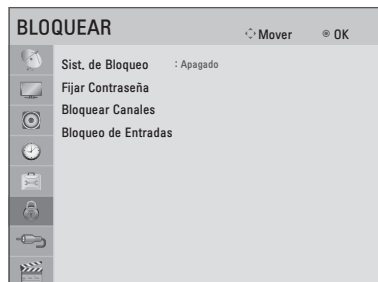 BLOQUEAR
Mover
OK
Sist. de Bloqueo : Apagado
Fijar Contraseña
Bloquear Canales
Bloqueo de Entradas